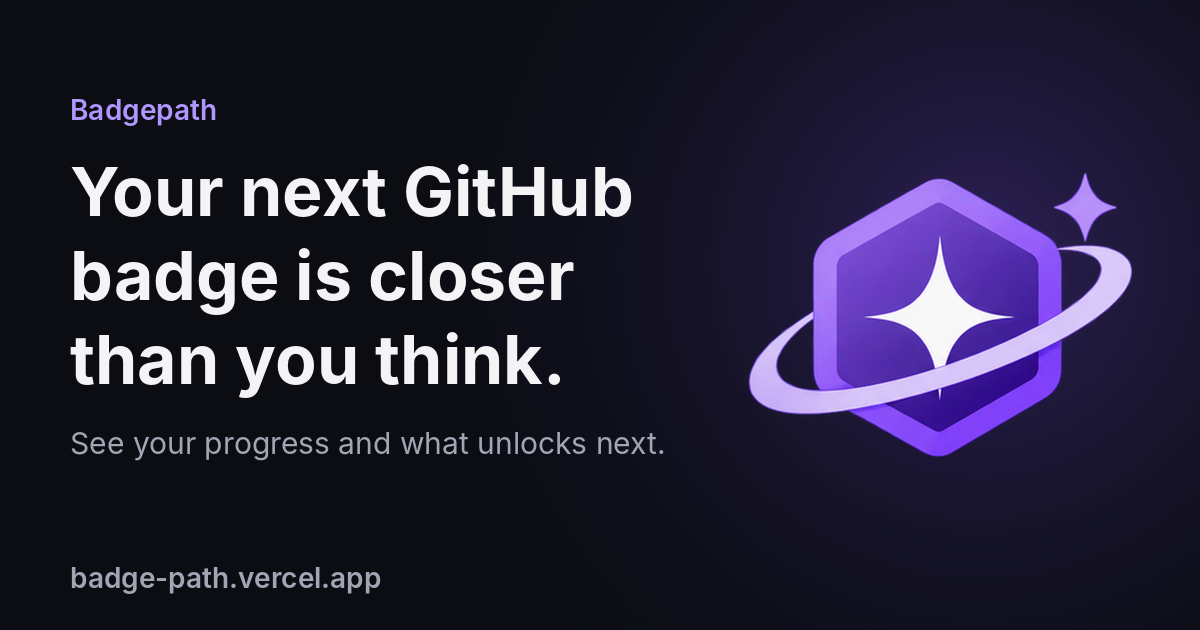 Badgepath
Your next GitHub
badge is closer
than you think.
See your progress and what unlocks next.
badge-path.vercel.app